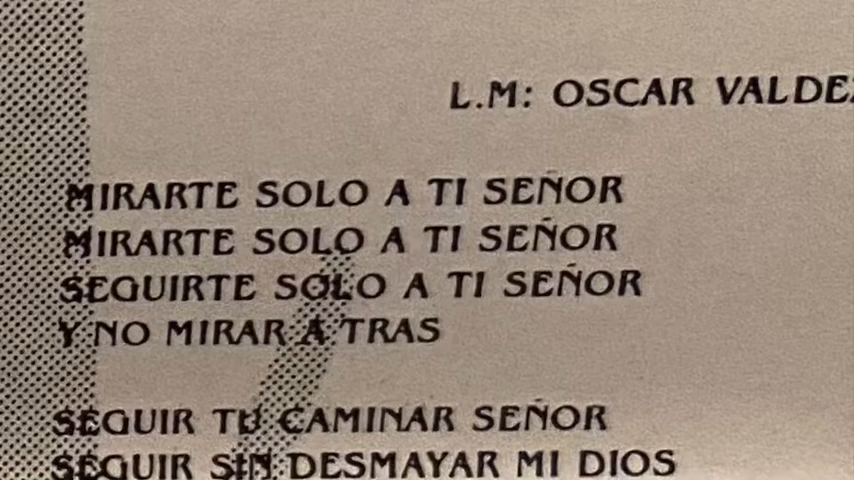 L.M: OSCAR VALDEZ
MIRARTE SOLO A TI SEÑOR
MIRARTE SOLO A TI SEÑOR
SEGUIRTE SOLO A TI SEÑOR
Y NO MIRAR A TRAS
SEGUIR TU CAMINAR SEÑOR
SEGUIR SIN DESMAYAR MI DIOS